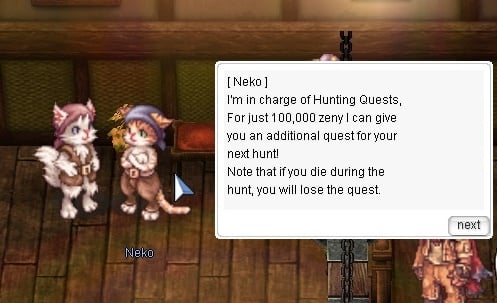 [ Neko ]
I'm in charge of Hunting Quests,
For just 100,000 zeny I can give
you an additional quest for your
next hunt!
Note that if you die during the
hunt, you will lose the quest.
next
Neko